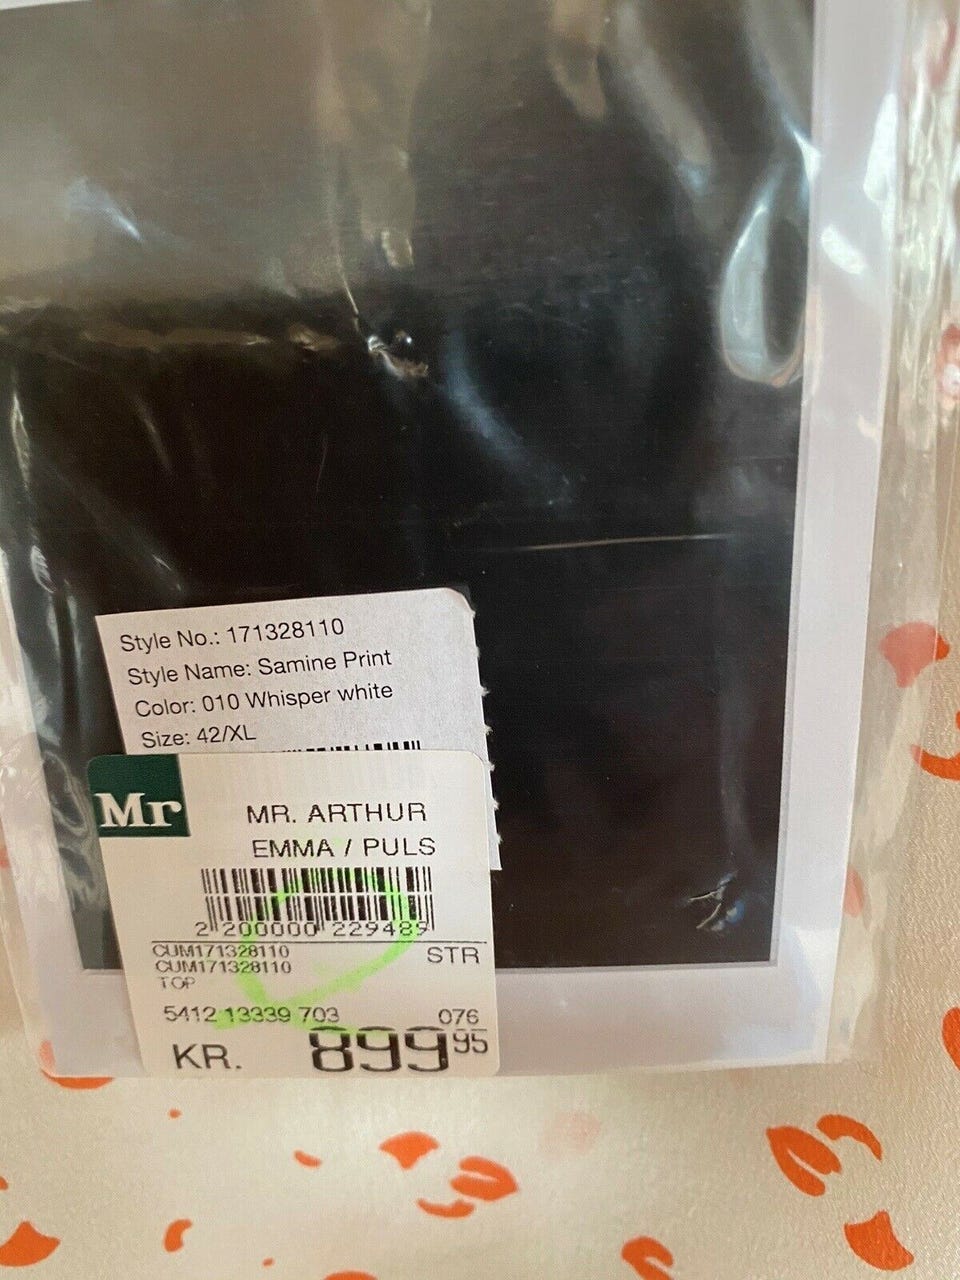 Style No.: 171328110
Style Name: Samine Print
Color: 010 Whisper white
Size: 42/XL
Mr
MR. ARTHUR
EMMA / PULS
2 200000 229489
CUM171328110
STR
CUM171328110
TOP
5412 13339 703
076
KR. 899 95